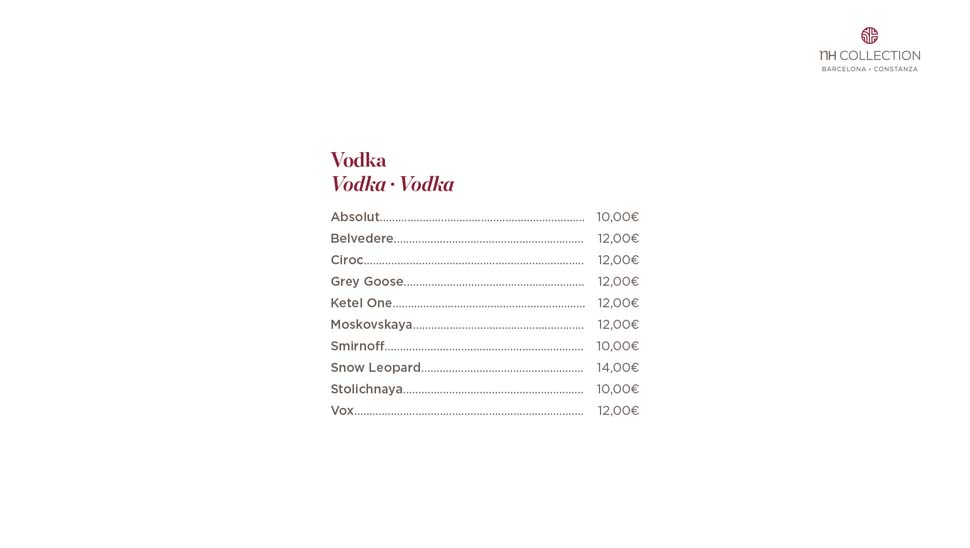 NH COLLECTION
BARCELONA • CONSTANZA
Vodka
Vodka · Vodka
Absolut.................................................................... 10,00€
Belvedere.............................................................. 12,00€
Ciroc........................................................................ 12,00€
Grey Goose........................................................... 12,00€
Ketel One............................................................... 12,00€
Moskovskaya........................................................ 12,00€
Smirnoff................................................................. 10,00€
Snow Leopard..................................................... 14,00€
Stolichnaya........................................................... 10,00€
Vox........................................................................... 12,00€